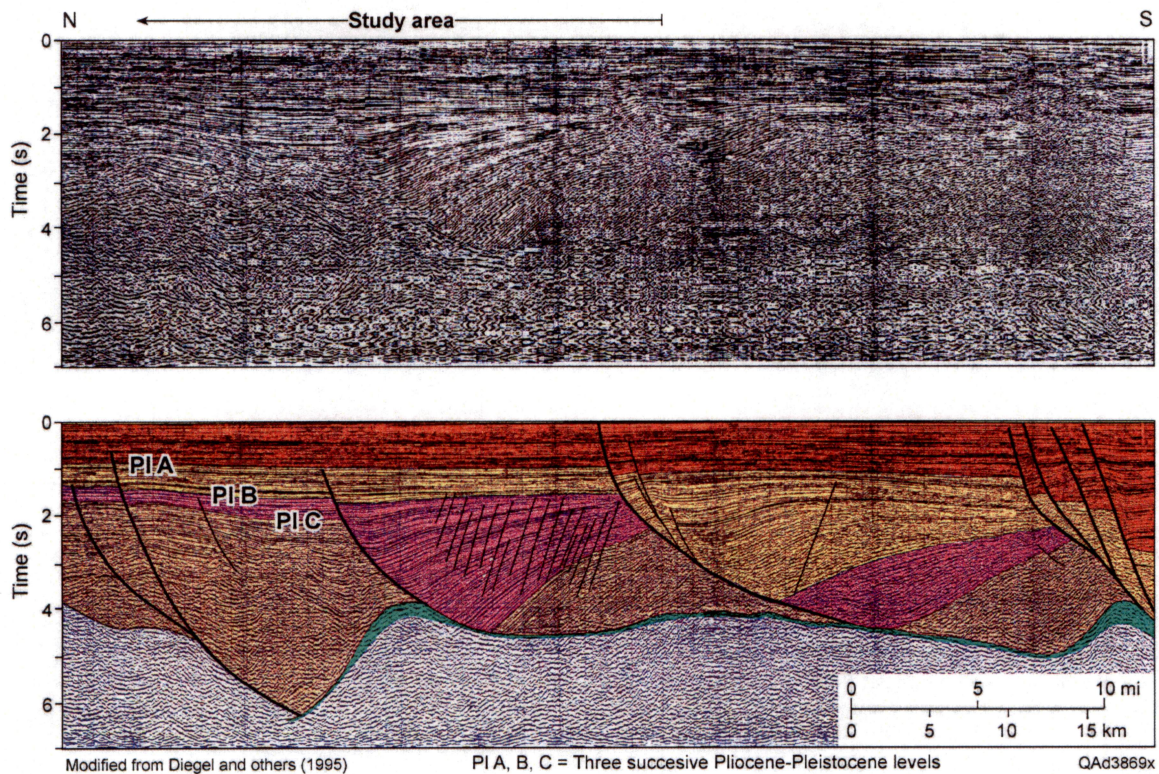 N Study area S
0
2
4
6
Time (s)
0
2
4
6
Time (s)
PI A
PI B
PI C
0 5 10 mi
0 5 10 15 km
Modified from Diegel and others (1995) PI A, B, C = Three succesive Pliocene-Pleistocene levels QAd3869x